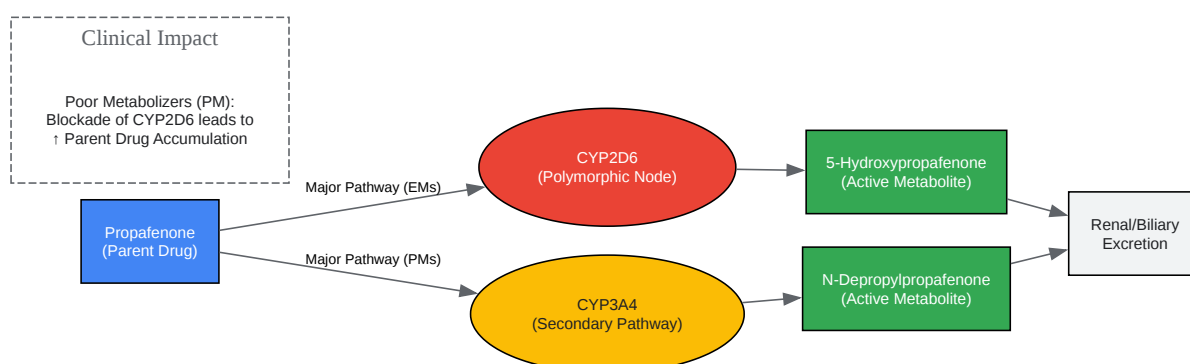 Clinical Impact
Poor Metabolizers (PM):
Blockade of CYP2D6 leads to
↑ Parent Drug Accumulation
Propafenone
(Parent Drug)
Major Pathway (EMs)
Major Pathway (PMs)
CYP2D6
(Polymorphic Node)
CYP3A4
(Secondary Pathway)
5-Hydroxypropafenone
(Active Metabolite)
N-Depropylpropafenone
(Active Metabolite)
Renal/Biliary
Excretion